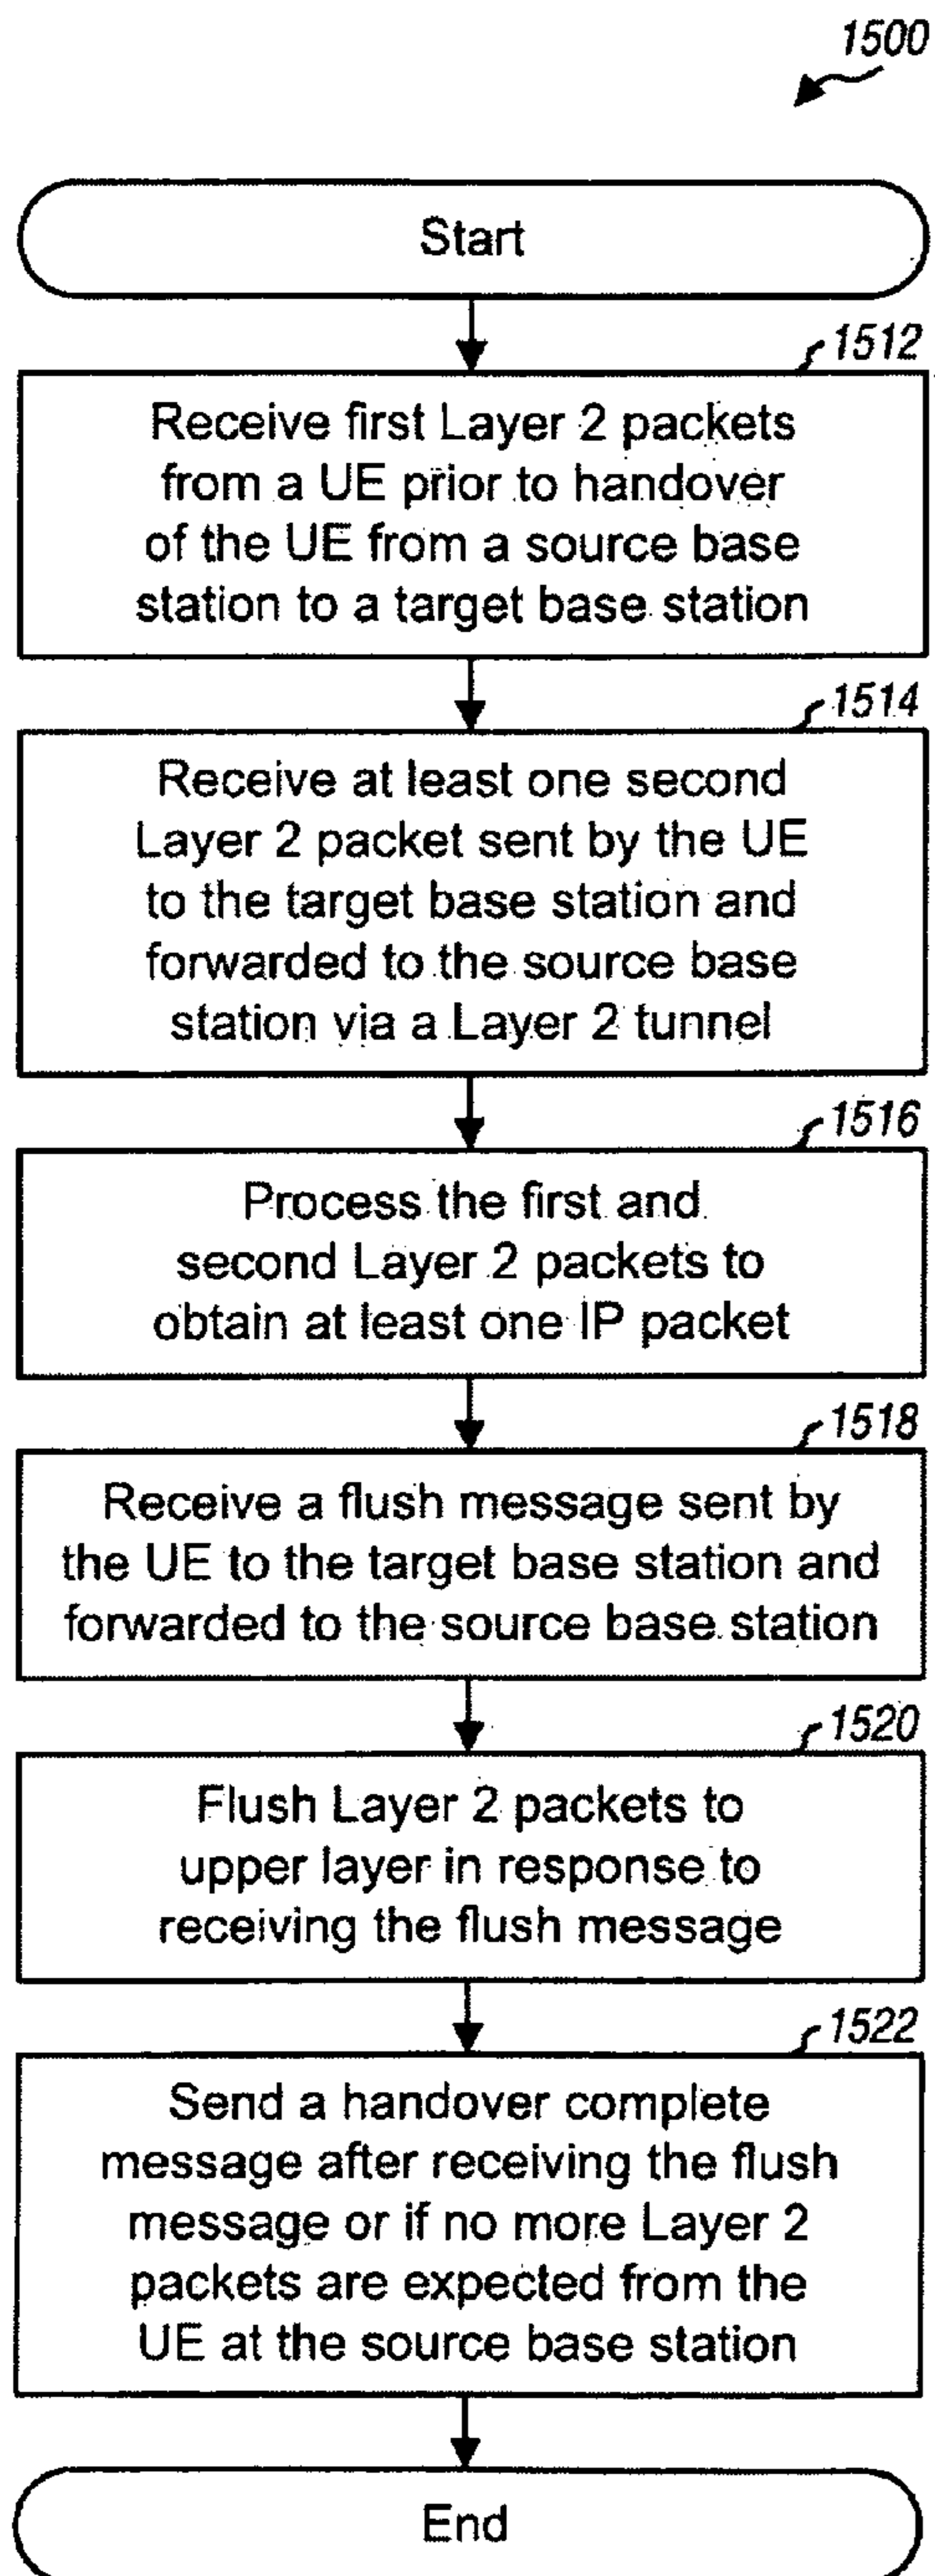 1500
Start
1512
Receive first Layer 2 packets
from a UE prior to handover
of the UE from a source base
station to a target base station
1514
Receive at least one second
Layer 2 packet sent by the UE
to the target base station and
forwarded to the source base
station via a Layer 2 tunnel
1516
Process the first and
second Layer 2 packets to
obtain at least one IP packet
1518
Receive a flush message sent by
the UE to the target base station and
forwarded to the source base station
1520
Flush Layer 2 packets to
upper layer in response to
receiving the flush message
1522
Send a handover complete
message after receiving the flush
message or if no more Layer 2
packets are expected from the
UE at the source base station
End